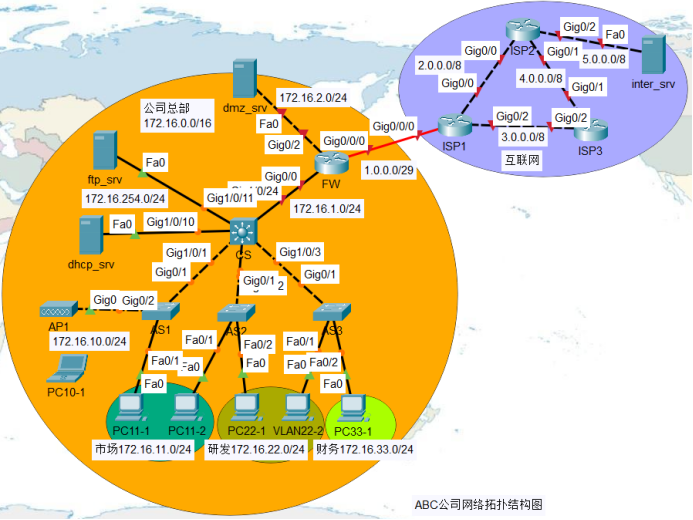 Gig0/2
Fa0
Gig0/0
ISP2
Gig0/1
5.0.0.0/8
2.0.0.0/8
4.0.0.0/8
inter_srv
Gig0/0
Gig0/1
172.16.2.0/24
公司总部
172.16.0.0/16
dmz_srv
Fa0
Gig0/2
Gig0/0/0
Gig0/0/0
Gig0/2
Gig0/2
ISP1
3.0.0.0/8
ISP3
互联网
Fa0
ftp_srv
Gig0/0
FW
1.0.0.0/29
172.16.254.0/24
Gig1/0/11
172.16.1.0/24
Fa0
Gig1/0/10
dhcp_srv
CS
Gig1/0/1
Gig1/0/3
Gig0/1
Gig0/1
Gig0/1
Gig0/2
AP1
AS1
AS2
AS3
172.16.10.0/24
Fa0/1
Fa0/2
Fa0/1
Fa0/1
Fa0
Fa0
Fa0/2
PC10-1
Fa0
Fa0
PC11-1
PC11-2
PC22-1
VLAN22-2
PC33-1
市场172.16.11.0/24
研发172.16.22.0/24
财务172.16.33.0/24
ABC公司网络拓扑结构图